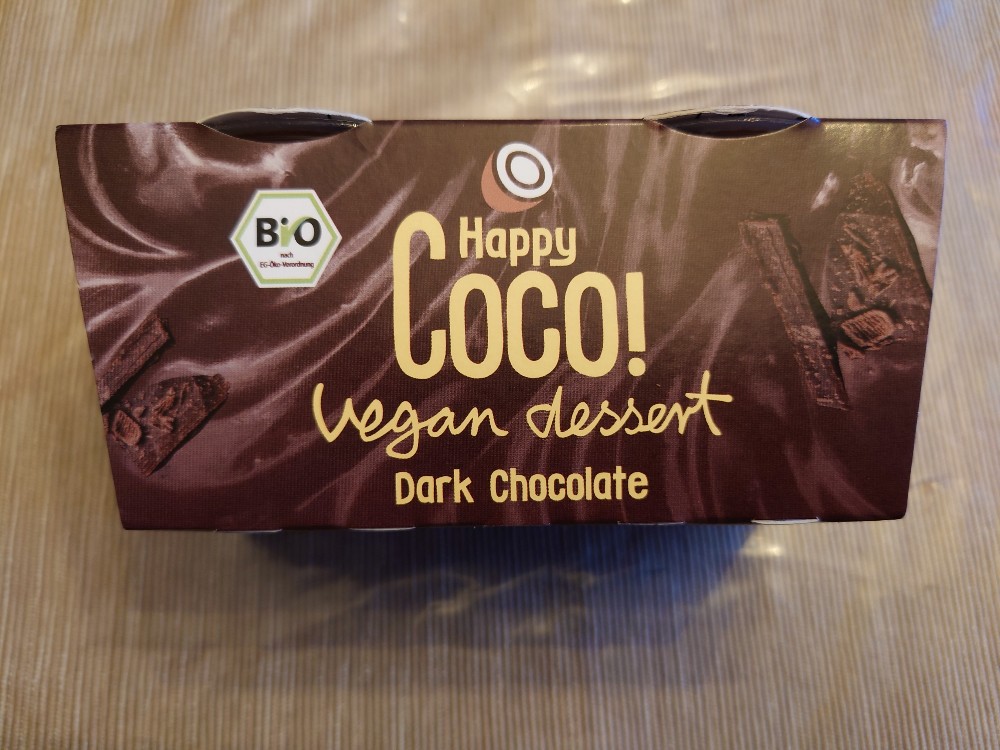 BiO
nach
EG-Öko-Verordnung
Happy
Coco!
vegan dessert
Dark Chocolate